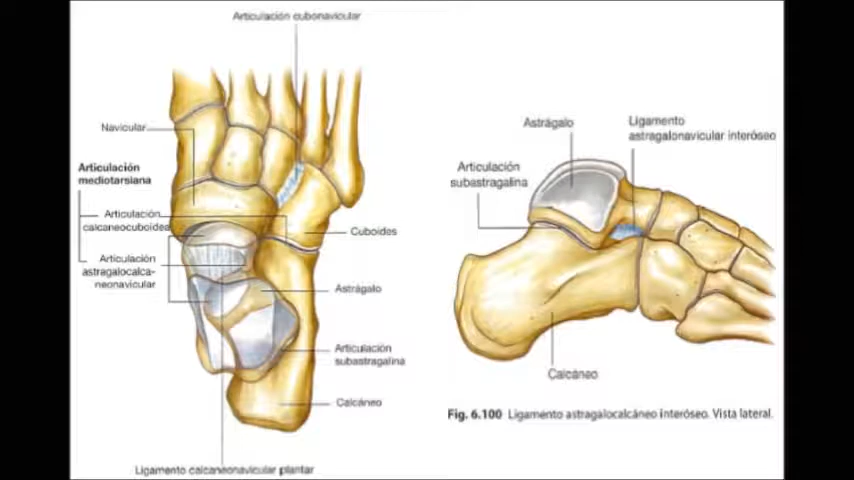 Articulación cubonavicular
Navicular
Articulación
mediotarsiana
Articulación
calcaneocuboidea
Articulación
astragalocalca-
neonavicular
Cuboides
Astrágalo
Articulación
subastragalina
Calcáneo
Ligamento calcaneonavicular plantar
Astrágalo
Ligamento
astragalonavicular interóseo
Articulación
subastragalina
Calcáneo
Fig. 6.100 Ligamento astragalocalcáneo interóseo. Vista lateral.